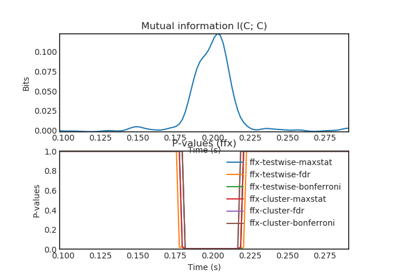 Mutual information I(C; C)
0.100
0.075
0.050
0.025
0.000
Bits
0.100 0.125 0.150 0.175 0.200 0.225 0.250 0.275
Time (s)
P-values (ffx)
1.0
0.8
0.6
0.4
0.2
0.0
P-values
ffx-testwise-maxstat
ffx-testwise-fdr
ffx-testwise-bonferroni
ffx-cluster-maxstat
ffx-cluster-fdr
ffx-cluster-bonferroni
0.100 0.125 0.150 0.175 0.200 0.225 0.250 0.275
Time (s)